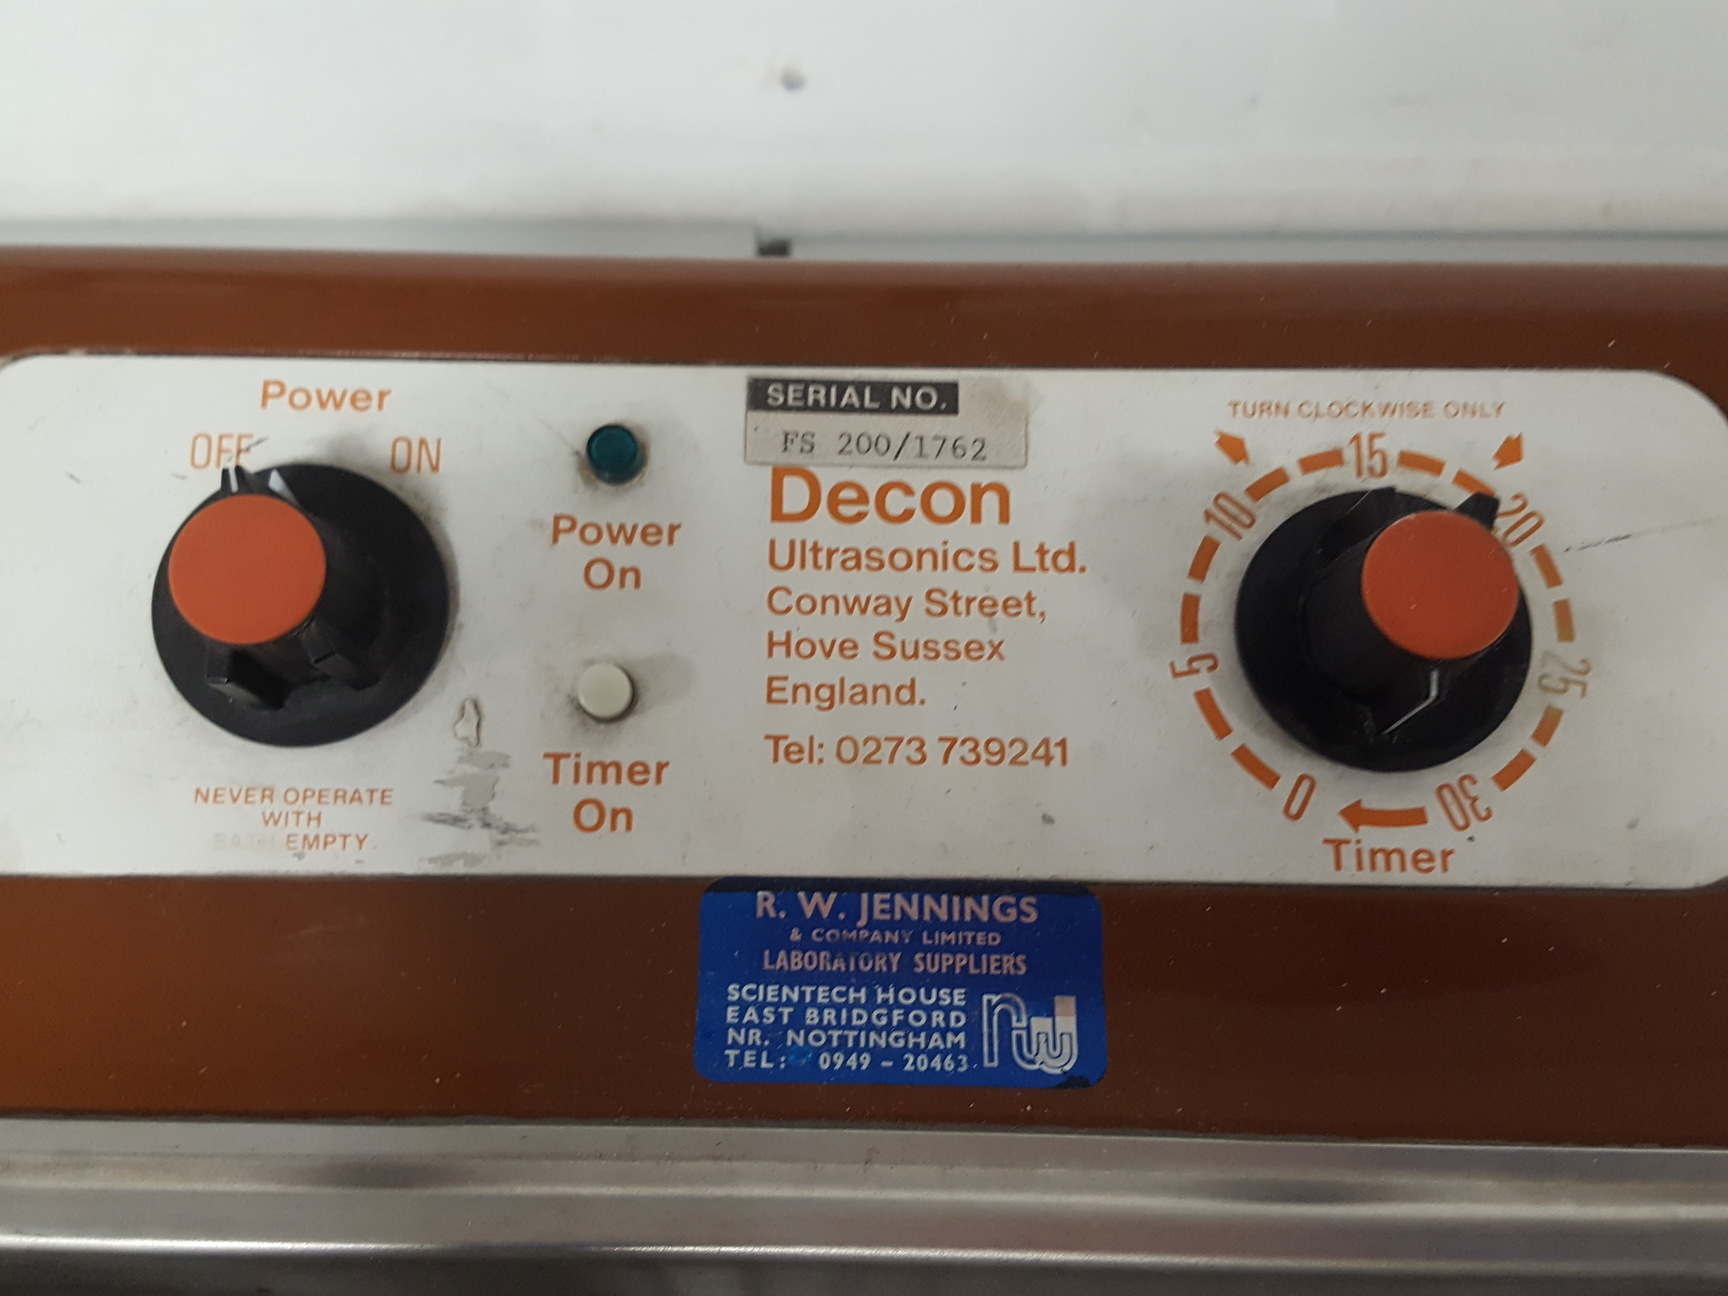 Power
OFF
ON
Power
On
Timer
On
NEVER OPERATE
WITH
BATH EMPTY
SERIAL NO.
FS 200/1762
Decon
Ultrasonics Ltd.
Conway Street,
Hove Sussex
England.
Tel: 0273 739241
TURN CLOCKWISE ONLY
0
5
10
15
20
25
30
Timer
R. W. JENNINGS
& COMPANY LIMITED
LABORATORY SUPPLIERS
SCIENTECH HOUSE
EAST BRIDGFORD
NR. NOTTINGHAM
TEL: 0949 - 20463
rwj